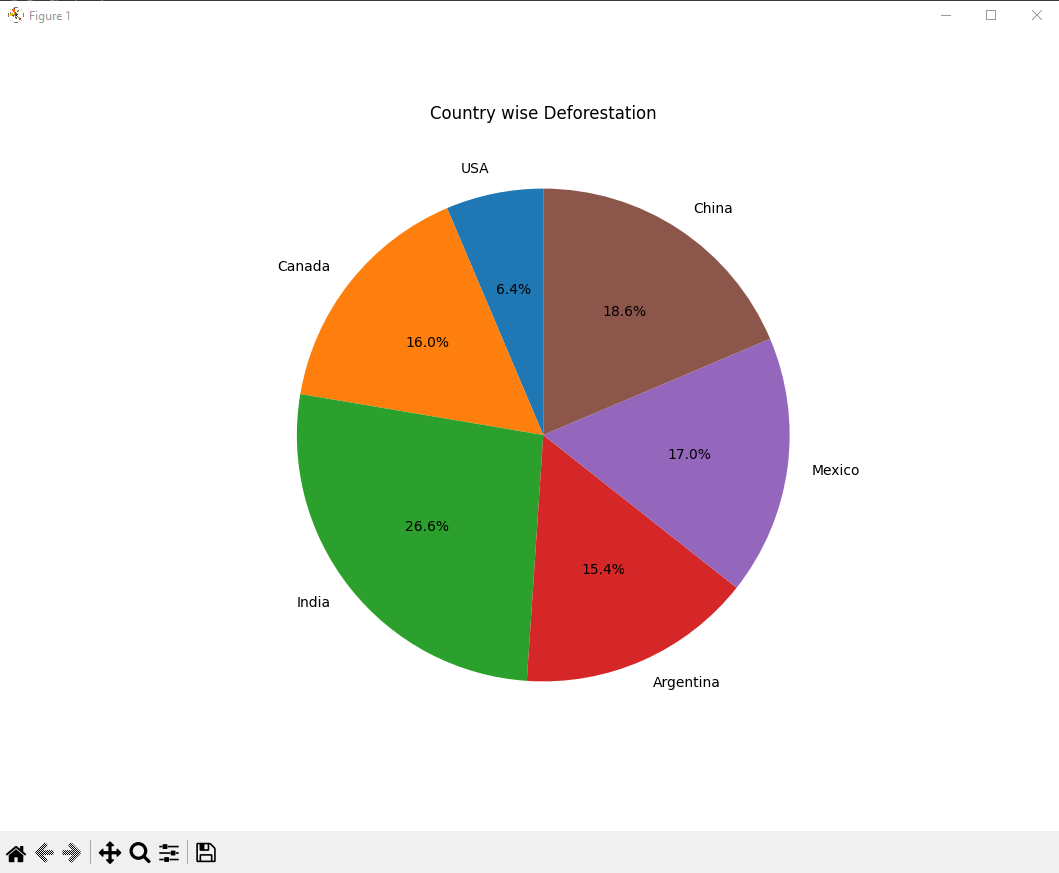 Figure 1
Country wise Deforestation
USA
China
Canada
6.4%
18.6%
16.0%
17.0%
Mexico
26.6%
15.4%
India
Argentina